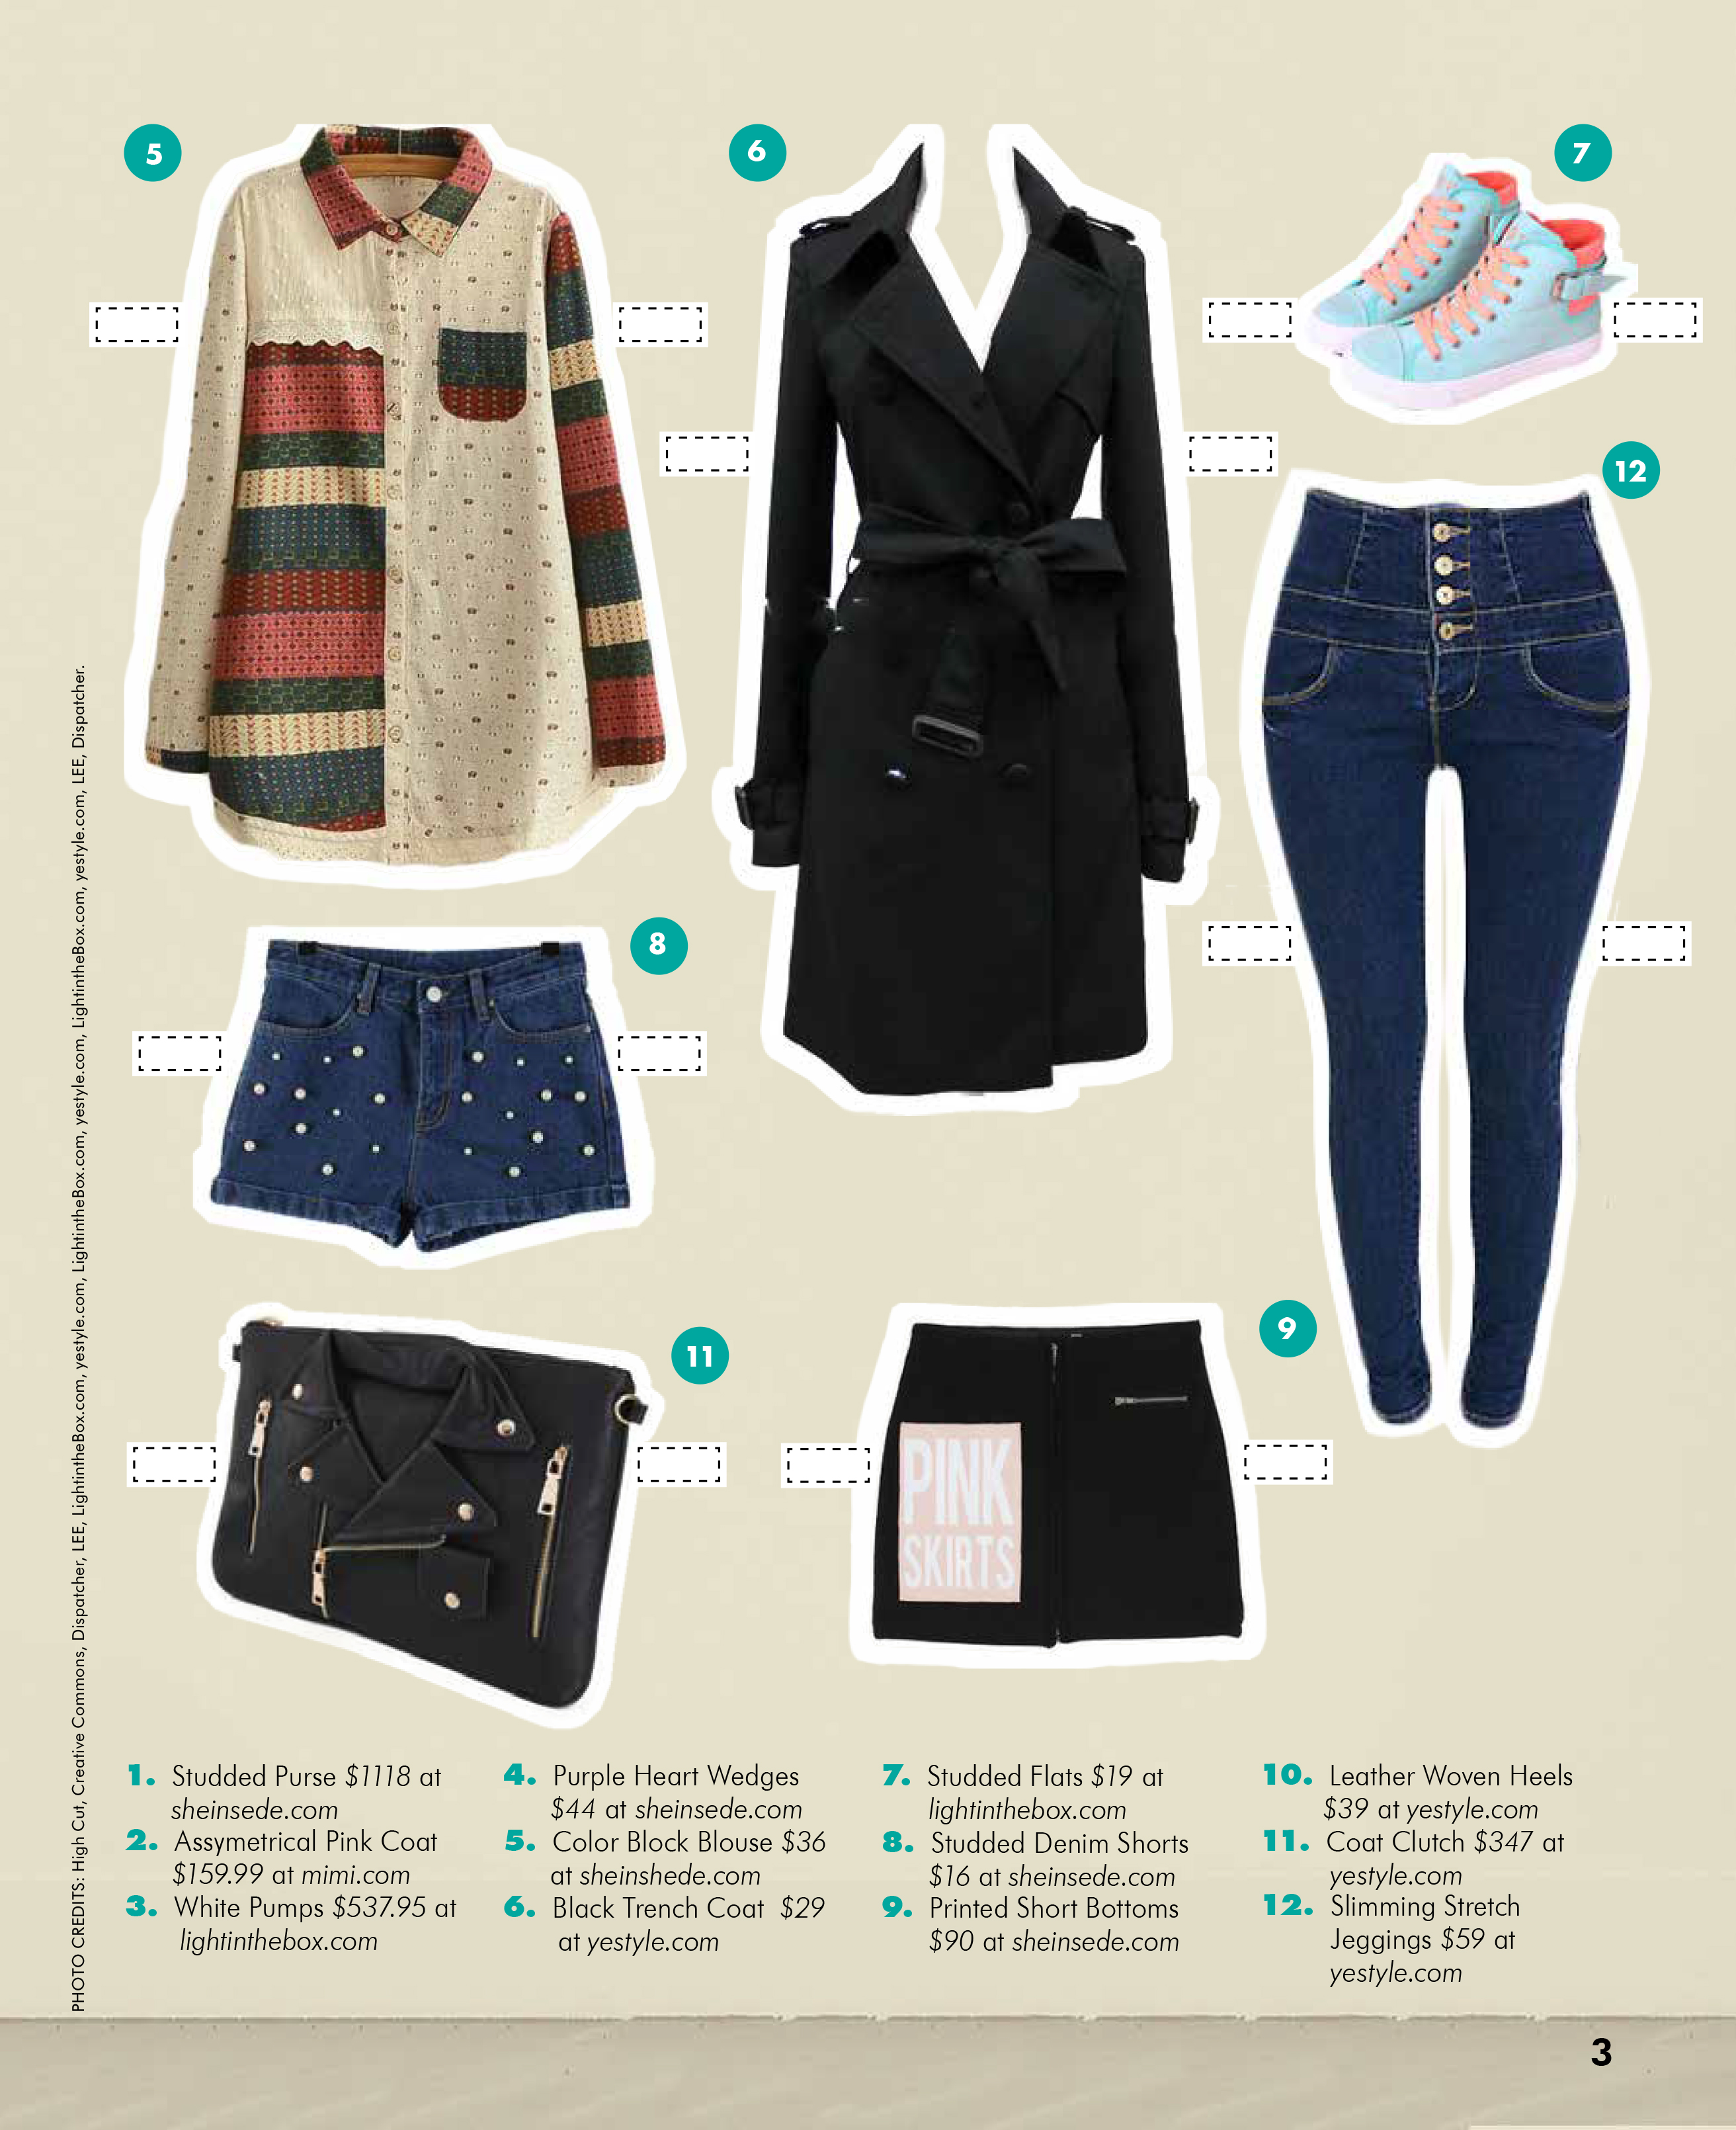 5
6
7
12
8
11
9
PINK
SKIRTS
PHOTO CREDITS: High Cut, Creative Commons, Dispatcher, LEE, LightintheBox.com, yestyle.com, LightintheBox.com, yestyle.com, LightintheBox.com, yestyle.com, LightintheBox.com, yestyle.com, LEE, Dispatcher.
1. Studded Purse $1118 at
sheinsede.com
2. Assymetrical Pink Coat
$159.99 at mimi.com
3. White Pumps $537.95 at
lightinthebox.com
4. Purple Heart Wedges
$44 at sheinsede.com
5. Color Block Blouse $36
at sheinshede.com
6. Black Trench Coat $29
at yestyle.com
7. Studded Flats $19 at
lightinthebox.com
8. Studded Denim Shorts
$16 at sheinsede.com
9. Printed Short Bottoms
$90 at sheinsede.com
10. Leather Woven Heels
$39 at yestyle.com
11. Coat Clutch $347 at
yestyle.com
12. Slimming Stretch
Jeggings $59 at
yestyle.com
3